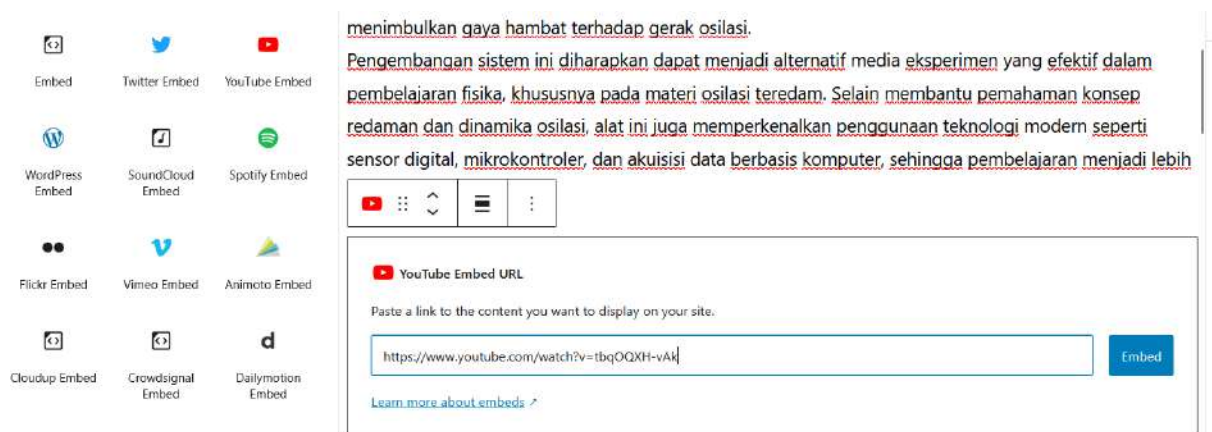 Embed
Twitter Embed
YouTube Embed
WordPress
Embed
SoundCloud
Embed
Spotify Embed
Flickr Embed
Vimeo Embed
Animoto Embed
Cloudup Embed
Crowdsignal
Embed
Dailymotion
Embed
menimbulkan gaya hambat terhadap gerak osilasi.
Pengembangan sistem ini diharapkan dapat menjadi alternatif media eksperimen yang efektif dalam
pembelajaran fisika, khususnya pada materi osilasi teredam. Selain membantu pemahaman konsep
redaman dan dinamika osilasi, alat ini juga memperkenalkan penggunaan teknologi modern seperti
sensor digital, mikrokontroler, dan akuisisi data berbasis komputer, sehingga pembelajaran menjadi lebih
YouTube Embed URL
Paste a link to the content you want to display on your site.
https://www.youtube.com/watch?v=tbqOQXH-vAk
Embed
Learn more about embeds ↗